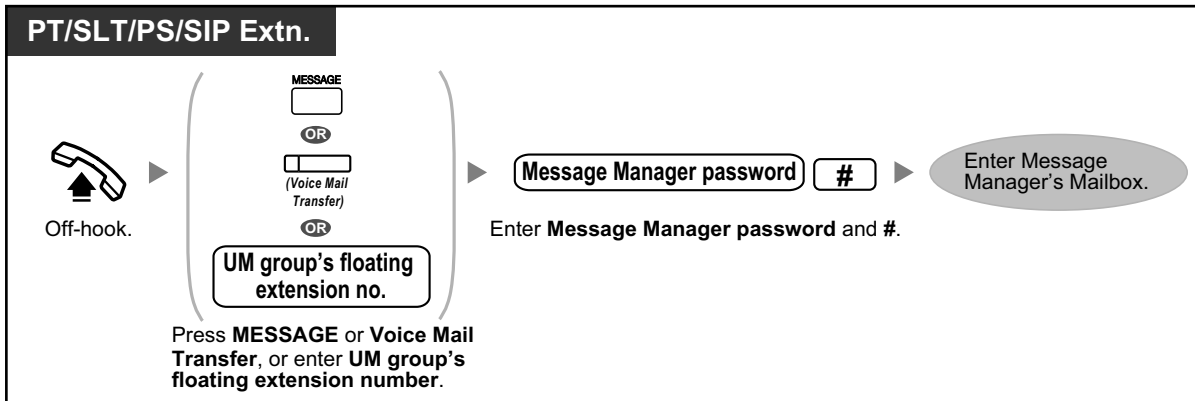 PT/SLT/PS/SIP Extn.
Off-hook.
MESSAGE
OR
(Voice Mail
Transfer)
OR
UM group's floating
extension no.
Press MESSAGE or Voice Mail
Transfer, or enter UM group's
floating extension number.
Message Manager password #
Enter Message Manager password and #.
Enter Message
Manager's Mailbox.